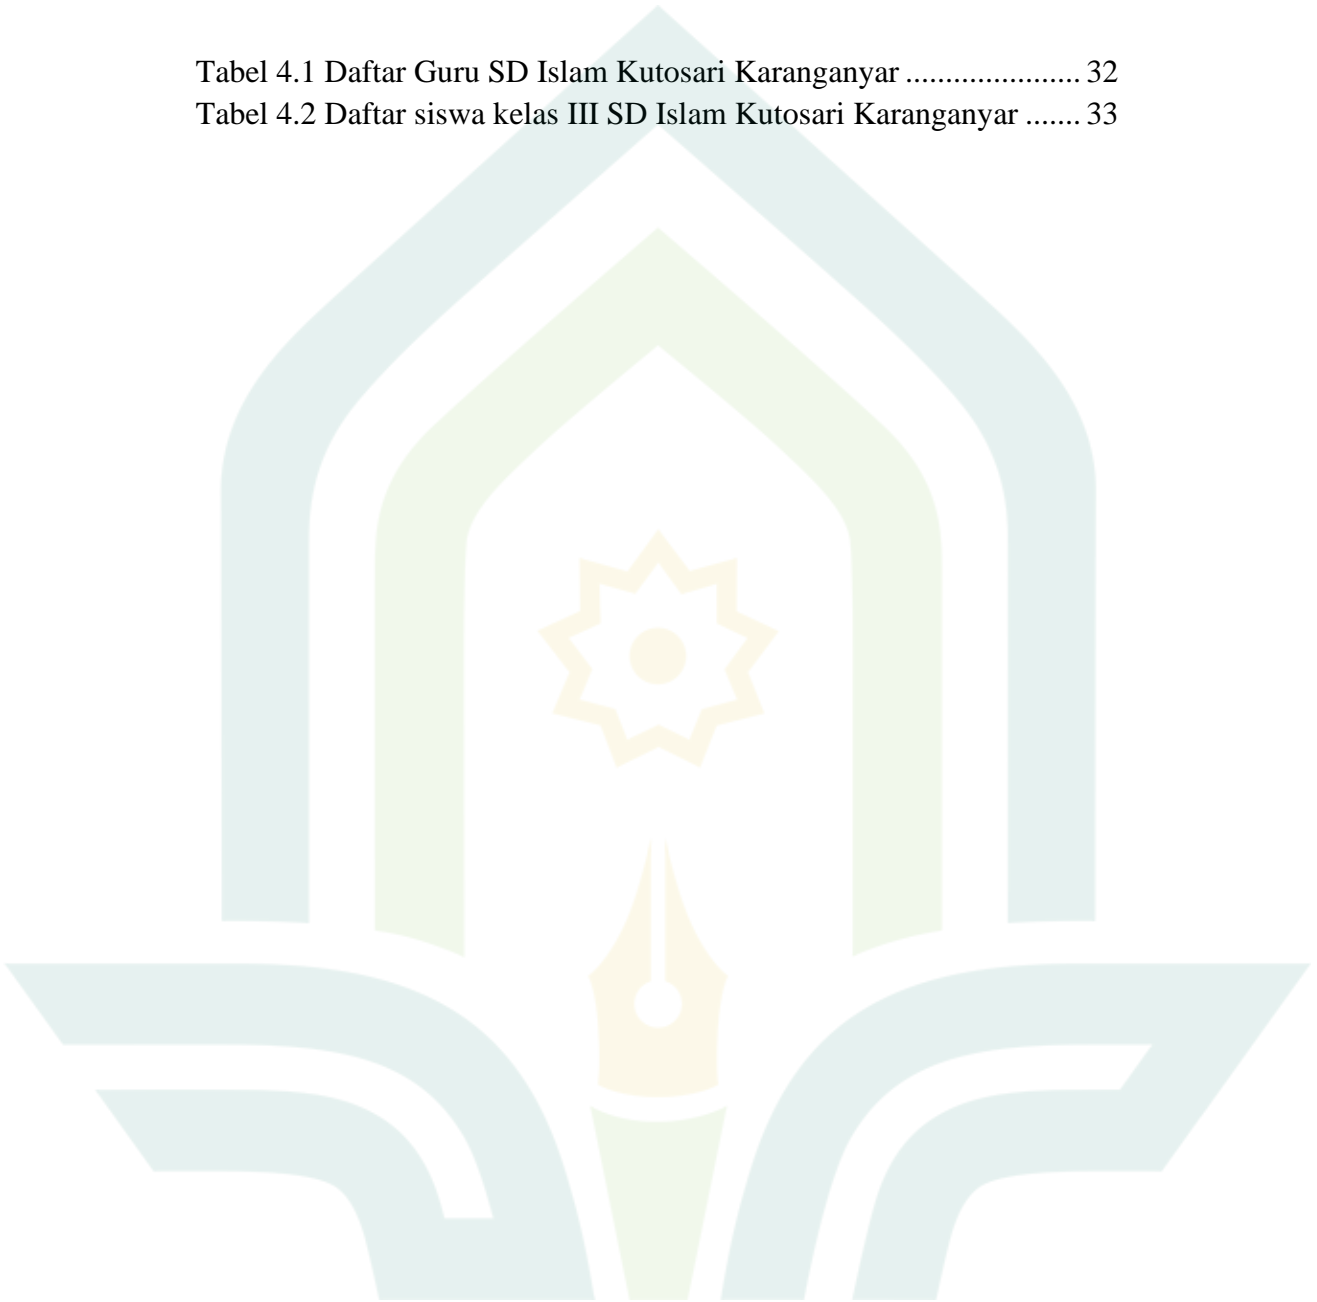 Tabel 4.1 Daftar Guru SD Islam Kutosari Karanganyar ...................... 32
Tabel 4.2 Daftar siswa kelas III SD Islam Kutosari Karanganyar ....... 33